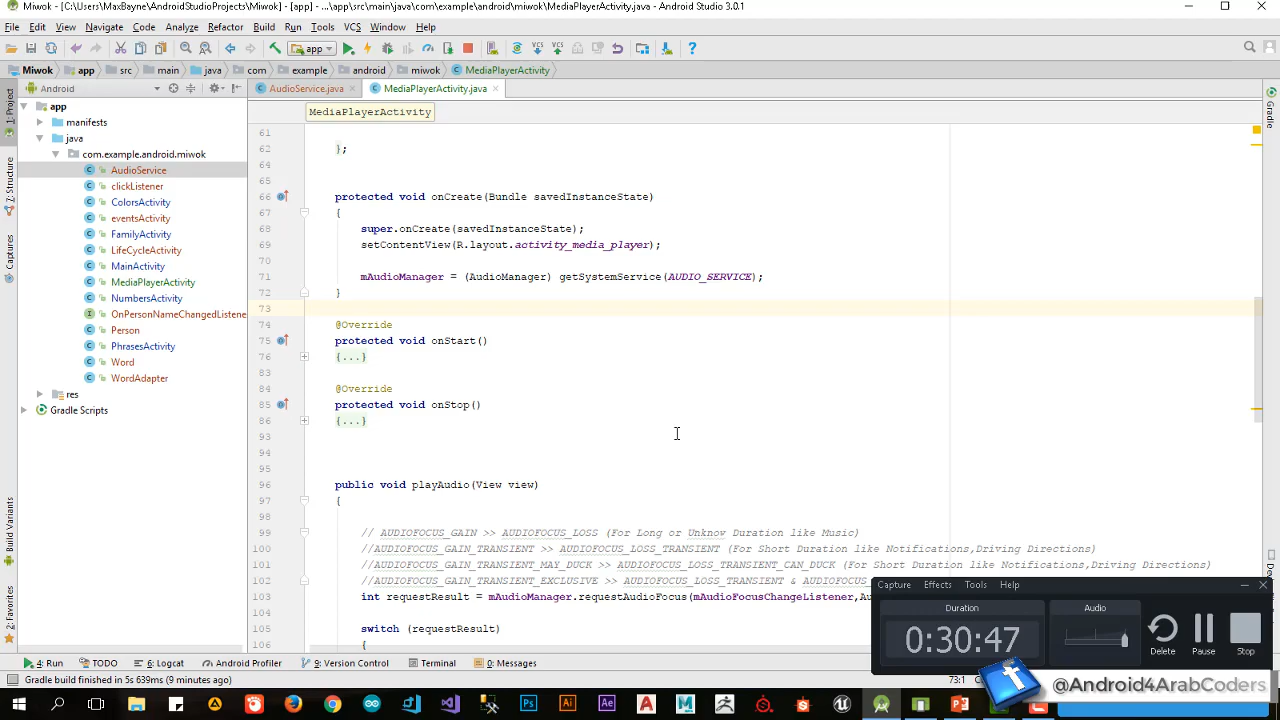 Miwok - [C:\Users\MaxBayne\AndroidStudioProjects\Miwok] - [app] - ...\app\src\main\java\com\example\android\miwok\MediaPlayerActivity.java - Android Studio 3.0.1
File Edit View Navigate Code Analyze Refactor Build Run Tools VCS Window Help
app
Miwok app src main java com example android miwok MediaPlayerActivity
Android
AudioService.java MediaPlayerActivity.java
MediaPlayerActivity
1: Project
Z: Structure
Captures
Build Variants
2: Favorites
Gradle
app
manifests
java
com.example.android.miwok
AudioService
clickListener
ColorsActivity
eventsActivity
FamilyActivity
LifeCycleActivity
MainActivity
MediaPlayerActivity
NumbersActivity
OnPersonNameChangedListene
Person
PhrasesActivity
Word
WordAdapter
res
Gradle Scripts
61
62 };
64
65
66 protected void onCreate(Bundle savedInstanceState)
67 {
68 super.onCreate(savedInstanceState);
69 setContentView(R.layout.activity_media_player);
70
71 mAudioManager = (AudioManager) getSystemService(AUDIO_SERVICE);
72 }
73
74 @Override
75 protected void onStart()
76 {...}
83
84 @Override
85 protected void onStop()
86 {...}
93
94
95
96 public void playAudio(View view)
97 {
98
99 // AUDIOFOCUS_GAIN >> AUDIOFOCUS_LOSS (For Long or Unknov Duration like Music)
100 //AUDIOFOCUS_GAIN_TRANSIENT >> AUDIOFOCUS_LOSS_TRANSIENT (For Short Duration like Notifications,Driving Directions)
101 //AUDIOFOCUS_GAIN_TRANSIENT_MAY_DUCK >> AUDIOFOCUS_LOSS_TRANSIENT_CAN_DUCK (For Short Duration like Notifications,Driving Directions)
102 //AUDIOFOCUS_GAIN_TRANSIENT_EXCLUSIVE >> AUDIOFOCUS_LOSS_TRANSIENT &
103 int requestResult = mAudioManager.requestAudioFocus(mAudioFocusChangeListener,
105 switch (requestResult)
106 {
Capture Effects Tools Help
Duration
0:30:47
Audio
Delete Pause Stop
4: Run TODO 6: Logcat Android Profiler 9: Version Control Terminal 0: Messages
Gradle build finished in 5s 639ms (9 minutes ago)
73:1
@Android4ArabCoders